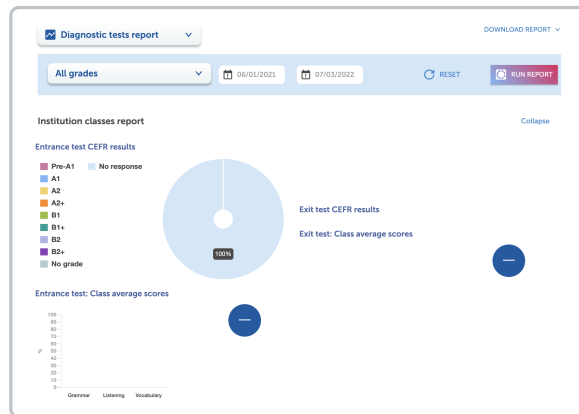 Diagnostic tests report
DOWNLOAD REPORT
All grades
06/01/2021
07/03/2022
RESET
RUN REPORT
Institution classes report
Collapse
Entrance test CEFR results
Pre-A1
No response
A1
A2
A2+
B1
B1+
B2
B2+
No grade
100%
Exit test CEFR results
Exit test: Class average scores
Entrance test: Class average scores
100
90
80
70
60
%
50
40
30
20
10
0
Grammar Listening Vocabulary